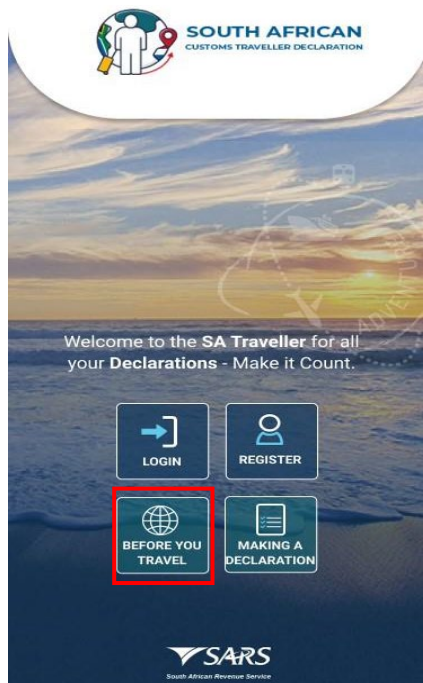 SOUTH AFRICAN
CUSTOMS TRAVELLER DECLARATION
ADVENTURE
Welcome to the SA Traveller for all
your Declarations - Make it Count.
LOGIN
REGISTER
BEFORE YOU
TRAVEL
MAKING A
DECLARATION
SARS
South African Revenue Service